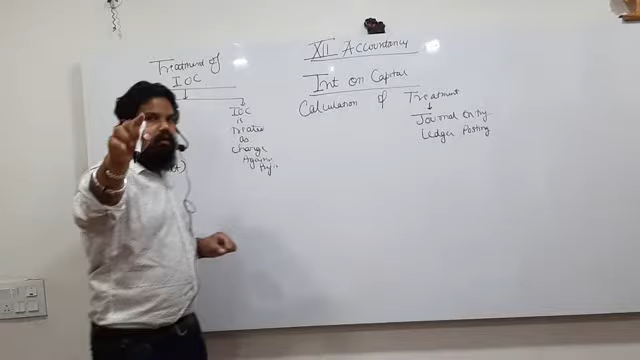 Treatment of
IOC
IOC
is
treated
as
charge
Against
XII Accountancy
Int on Capital
Calculation of Treatment
Journal Entry
Ledger Posting